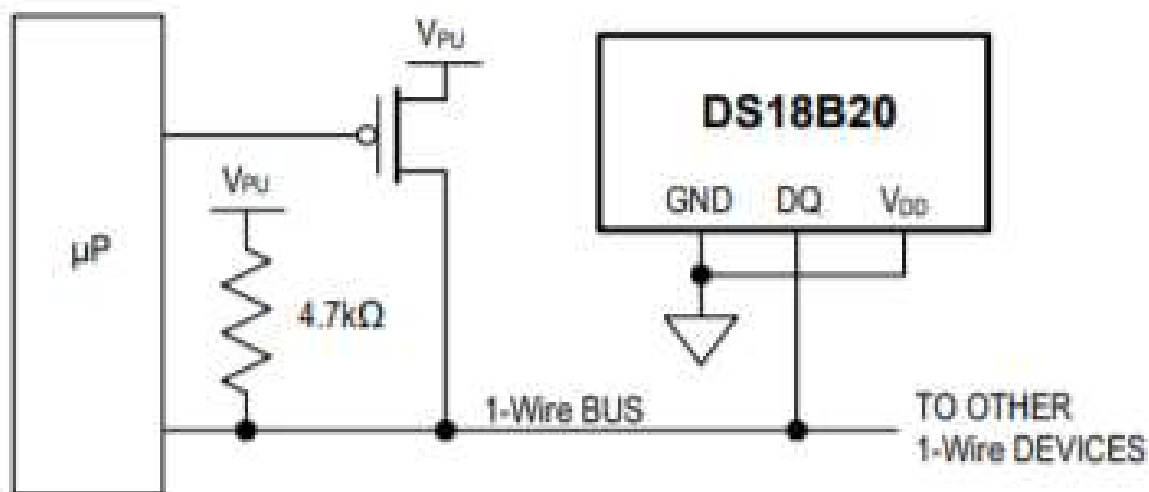 VPU
DS18B20
VPU
GND DQ VDD
µP
4.7kΩ
1-Wire BUS
TO OTHER
1-Wire DEVICES